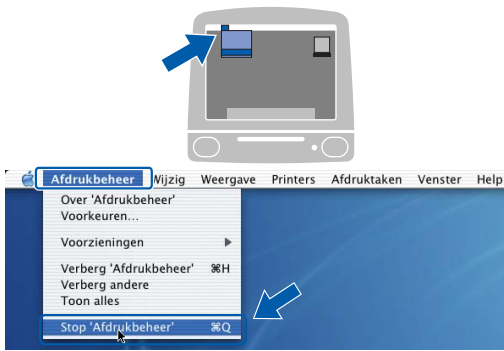 Afdrukbeheer Wijzig Weergave Printers Afdruktaken Venster Help
Over 'Afdrukbeheer'
Voorkeuren...
Voorzieningen
Verberg 'Afdrukbeheer' ⌘H
Verberg andere
Toon alles
Stop 'Afdrukbeheer' ⌘Q